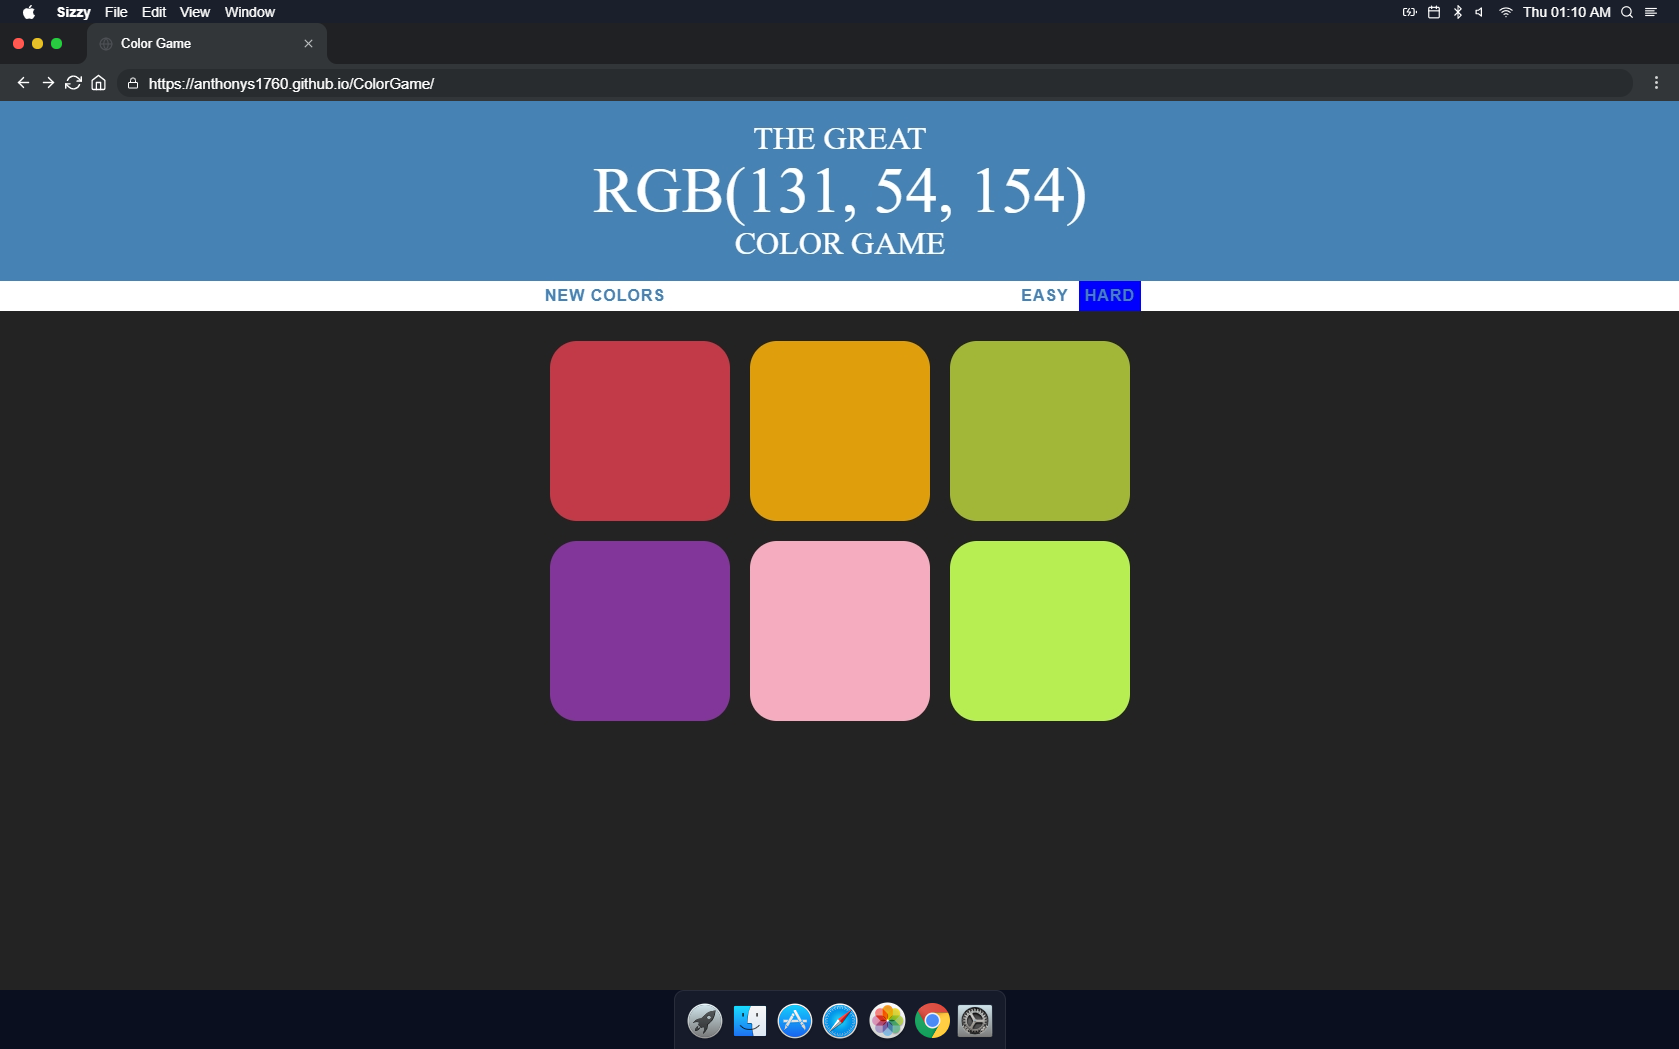 Sizzy File Edit View Window
Thu 01:10 AM
Color Game
https://anthonys1760.github.io/ColorGame/
THE GREAT
RGB(131, 54, 154)
COLOR GAME
NEW COLORS EASY HARD